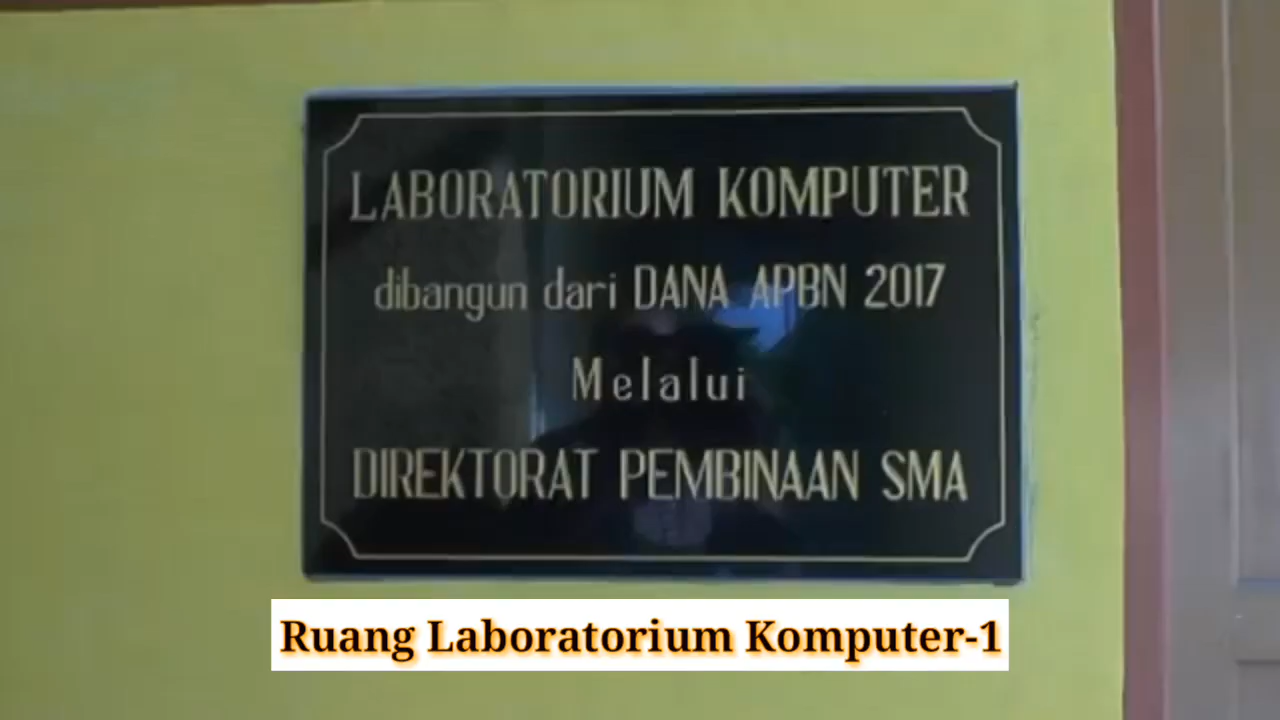 LABORATORIUM KOMPUTER
dibangun dari DANA APBN 2017
Melalui
DIREKTORAT PEMBINAAN SMA
Ruang Laboratorium Komputer-1